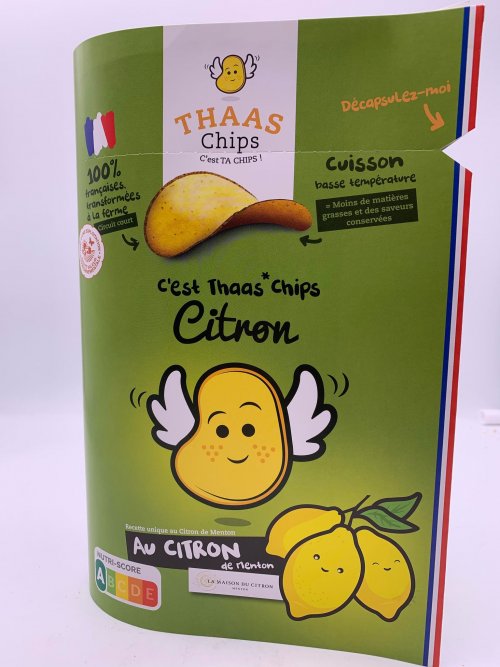 THAAS
Chips
C'est TA CHIPS !
Décapsulez-moi
100%
françaises,
transformées
à la ferme
Circuit court
Cuisson
basse température
= Moins de matières
grasses et des saveurs
conservées
C'est Thaas*Chips
Citron
Recette unique au Citron de Menton
AU CITRON
de Menton
LA MAISON DU CITRON
MENTON
NUTRI-SCORE
A B C D E